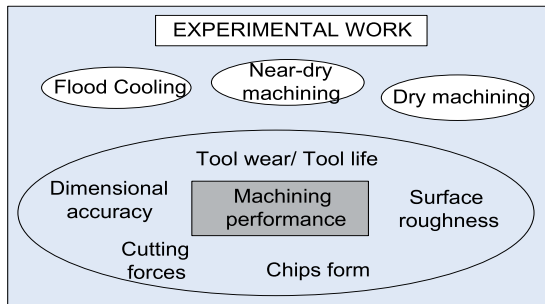 EXPERIMENTAL WORK
Flood Cooling
Near-dry
machining
Dry machining
Tool wear/ Tool life
Dimensional
accuracy
Machining
performance
Surface
roughness
Cutting
forces
Chips form